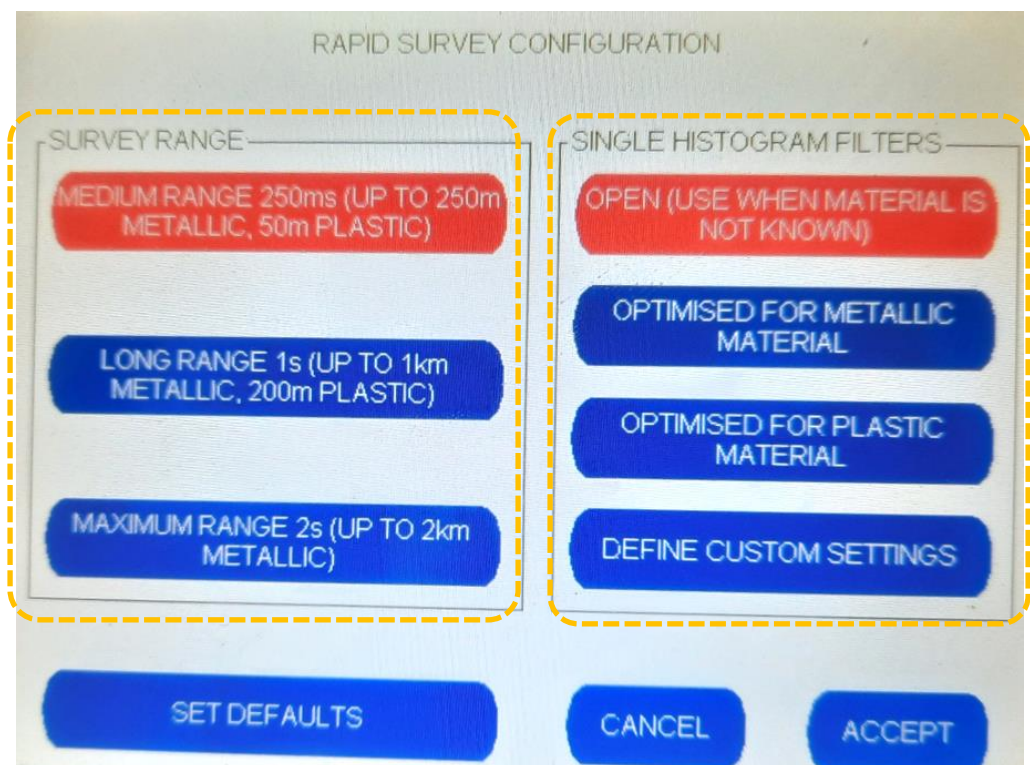 RAPID SURVEY CONFIGURATION
SURVEY RANGE
MEDIUM RANGE 250ms (UP TO 250m
METALLIC, 50m PLASTIC)
LONG RANGE 1s (UP TO 1km
METALLIC, 200m PLASTIC)
MAXIMUM RANGE 2s (UP TO 2km
METALLIC)
SINGLE HISTOGRAM FILTERS
OPEN (USE WHEN MATERIAL IS
NOT KNOWN)
OPTIMISED FOR METALLIC
MATERIAL
OPTIMISED FOR PLASTIC
MATERIAL
DEFINE CUSTOM SETTINGS
SET DEFAULTS
CANCEL
ACCEPT